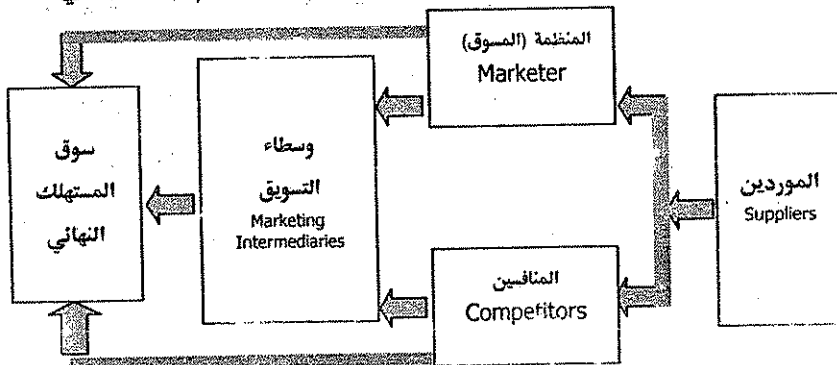 المنظمة (المسوق)
Marketer
الموردين
Suppliers
وسطاء
التسويق
Marketing
Intermediaries
سوق
المستهلك
النهائي
المنافسين
Competitors